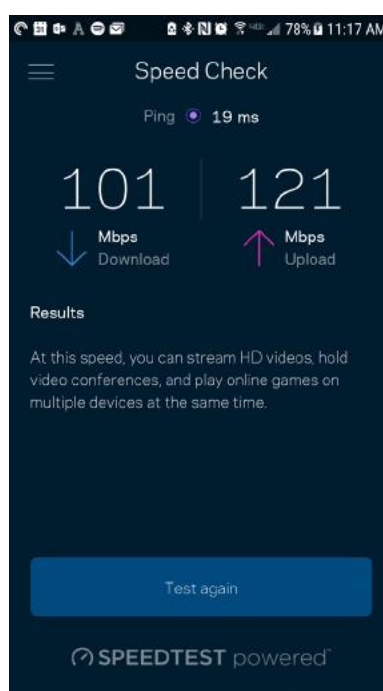 78% 11:17 AM
Speed Check
Ping 19 ms
101 121
Mbps Mbps
Download Upload
Results
At this speed, you can stream HD videos, hold
video conferences, and play online games on
multiple devices at the same time.
Test again
SPEEDTEST powered